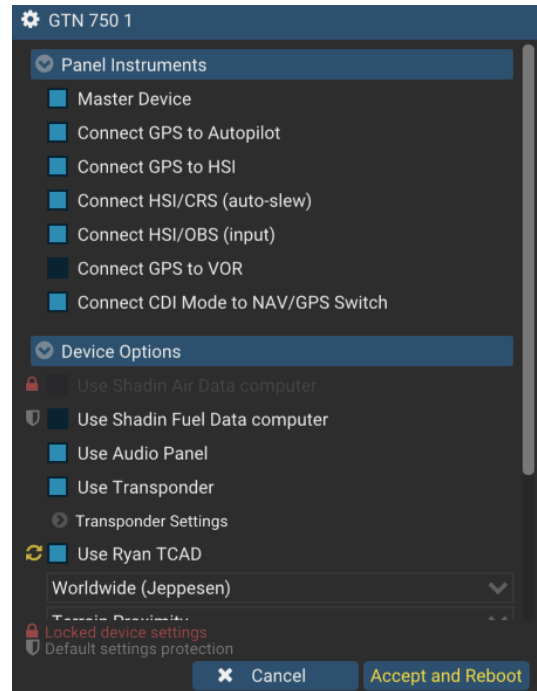 GTN 750 1
Panel Instruments
Master Device
Connect GPS to Autopilot
Connect GPS to HSI
Connect HSI/CRS (auto-slew)
Connect HSI/OBS (input)
Connect GPS to VOR
Connect CDI Mode to NAV/GPS Switch
Device Options
Use Shadin Air Data computer
Use Shadin Fuel Data computer
Use Audio Panel
Use Transponder
Transponder Settings
Use Ryan TCAD
Worldwide (Jeppesen)
Terrain Proximity
Locked device settings
Default settings protection
Cancel Accept and Reboot